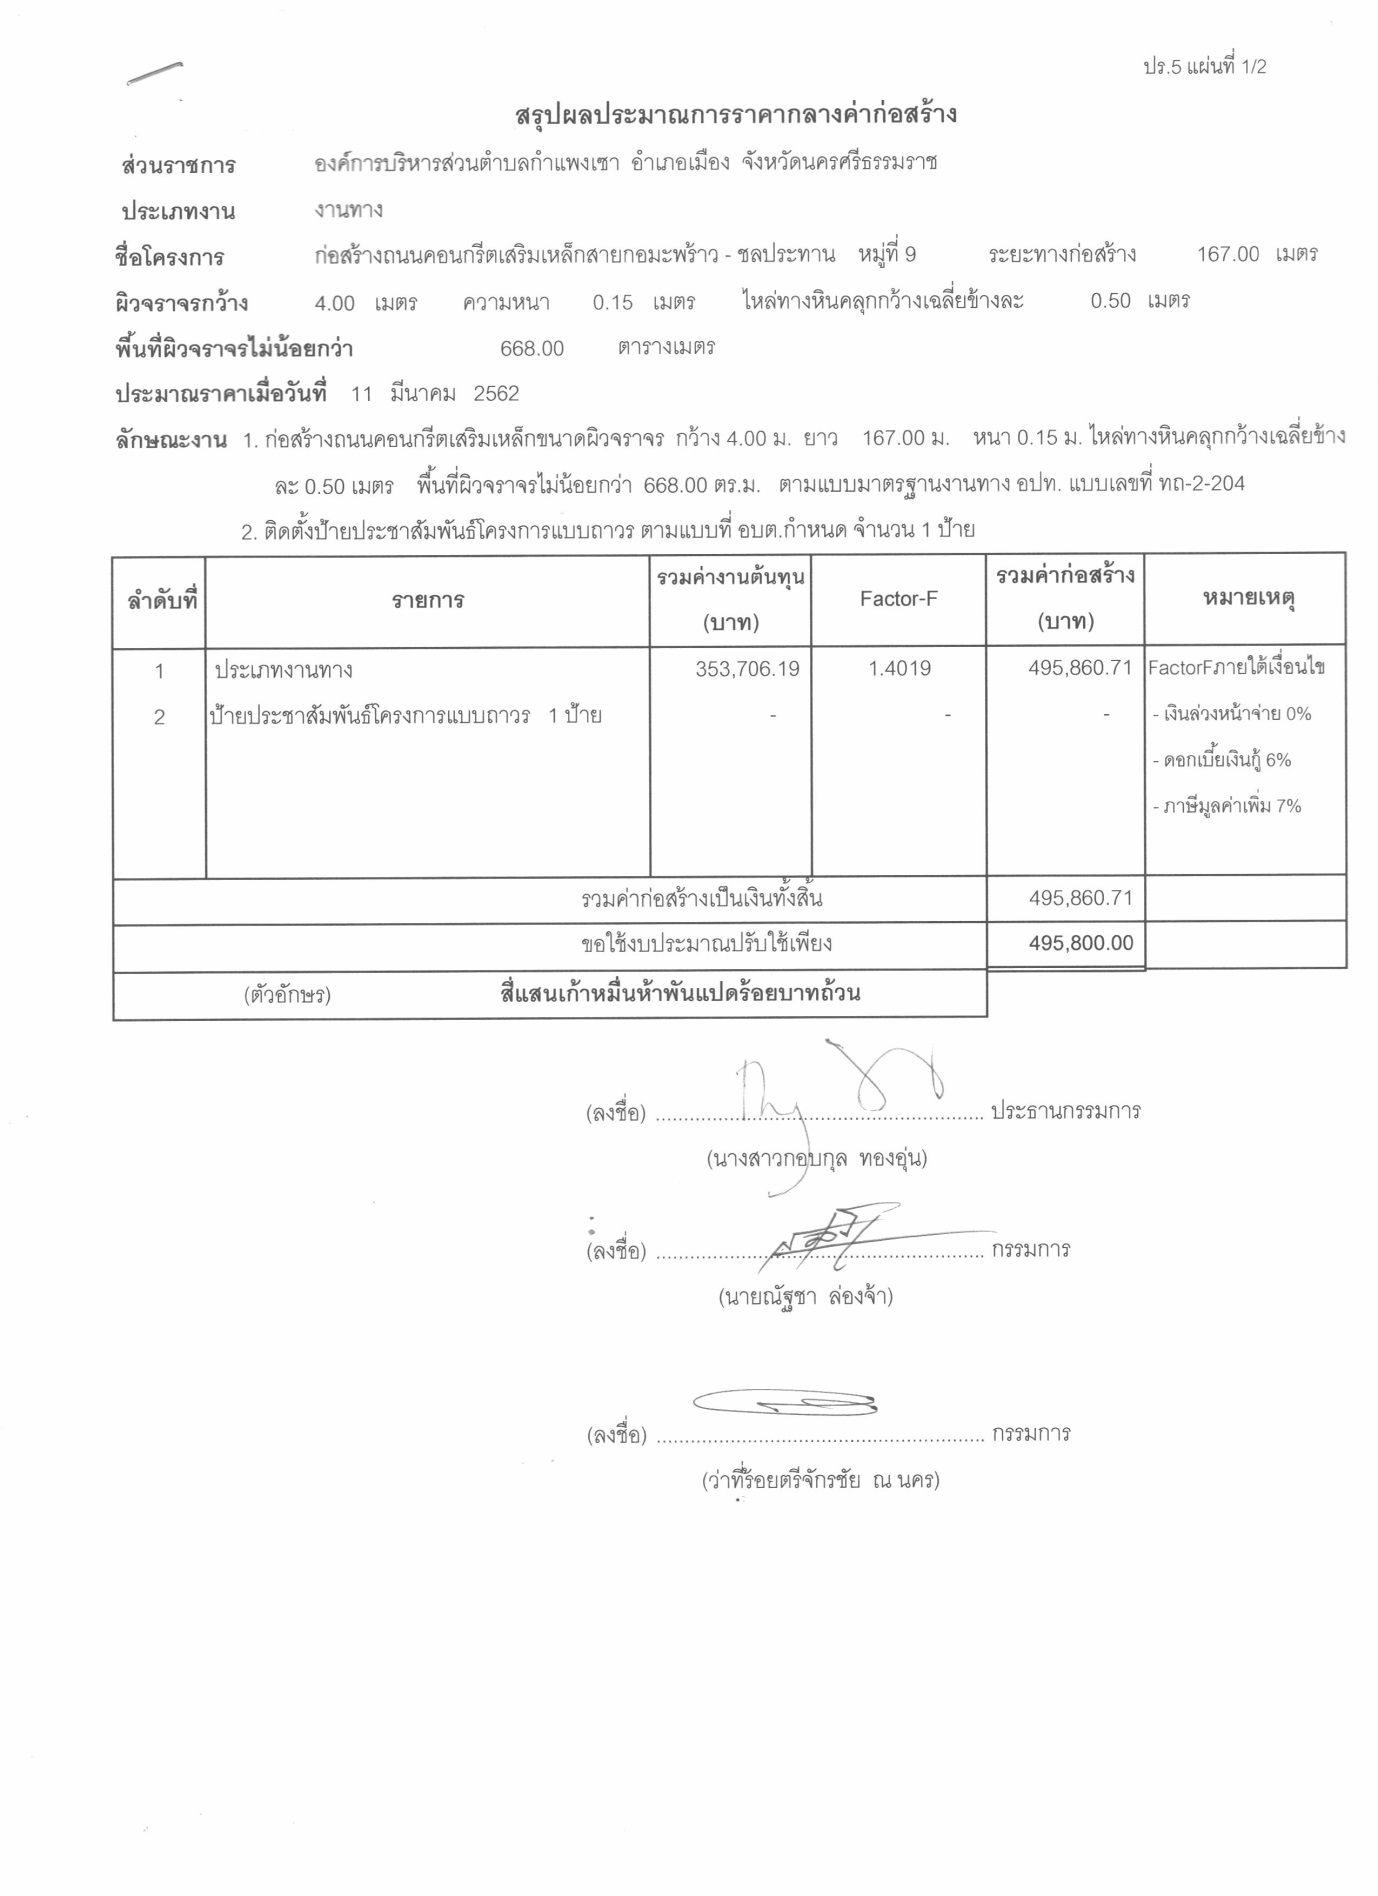 ปร.5 แผ่นที่ 1/2
สรุปผลประมาณการราคากลางค่าก่อสร้าง
ส่วนราชการ องค์การบริหารส่วนตำบลกำแพงเซา อำเภอเมือง จังหวัดนครศรีธรรมราช
ประเภทงาน งานทาง
ชื่อโครงการ ก่อสร้างถนนคอนกรีตเสริมเหล็กสายกอมะพร้าว - ชลประทาน หมู่ที่ 9 ระยะทางก่อสร้าง 167.00 เมตร
ผิวจราจรกว้าง 4.00 เมตร ความหนา 0.15 เมตร ไหล่ทางหินคลุกกว้างเฉลี่ยข้างละ 0.50 เมตร
พื้นที่ผิวจราจรไม่น้อยกว่า 668.00 ตารางเมตร
ประมาณราคาเมื่อวันที่ 11 มีนาคม 2562
ลักษณะงาน 1. ก่อสร้างถนนคอนกรีตเสริมเหล็กขนาดผิวจราจร กว้าง 4.00 ม. ยาว 167.00 ม. หนา 0.15 ม. ไหล่ทางหินคลุกกว้างเฉลี่ยข้าง
ละ 0.50 เมตร พื้นที่ผิวจราจรไม่น้อยกว่า 668.00 ตร.ม. ตามแบบมาตรฐานงานทาง อปท. แบบเลขที่ ทถ-2-204
2. ติดตั้งป้ายประชาสัมพันธ์โครงการแบบถาวร ตามแบบที่ อบต.กำหนด จำนวน 1 ป้าย
ลำดับที่ รายการ รวมค่างานต้นทุน (บาท) Factor-F รวมค่าก่อสร้าง (บาท) หมายเหตุ
1 ประเภทงานทาง 353,706.19 1.4019 495,860.71 FactorFภายใต้เงื่อนไข
2 ป้ายประชาสัมพันธ์โครงการแบบถาวร 1 ป้าย - - - - เงินล่วงหน้าจ่าย 0%
- ดอกเบี้ยเงินกู้ 6%
- ภาษีมูลค่าเพิ่ม 7%
รวมค่าก่อสร้างเป็นเงินทั้งสิ้น 495,860.71
ขอใช้งบประมาณปรับใช้เพียง 495,800.00
(ตัวอักษร) สี่แสนเก้าหมื่นห้าพันแปดร้อยบาทถ้วน
(ลงชื่อ) ........................................................ ประธานกรรมการ
(นางสาวกอบกุล ทองอุ่น)
(ลงชื่อ) ........................................................ กรรมการ
(นายณัฐชา ล่องจ้า)
(ลงชื่อ) ........................................................ กรรมการ
(ว่าที่ร้อยตรีจักรชัย ณ นคร)